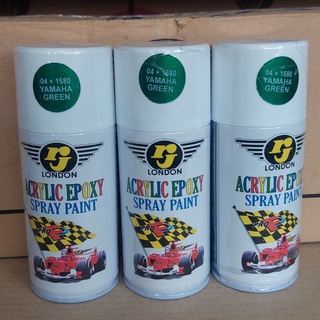 04 + 1580
YAMAHA
GREEN
rj
LONDON
ACRYLIC EPOXY
SPRAY PAINT
04 + 1580
YAMAHA
GREEN
rj
LONDON
ACRYLIC EPOXY
SPRAY PAINT
04 + 1580
YAMAHA
GREEN
rj
LONDON
ACRYLIC EPOXY
SPRAY PAINT